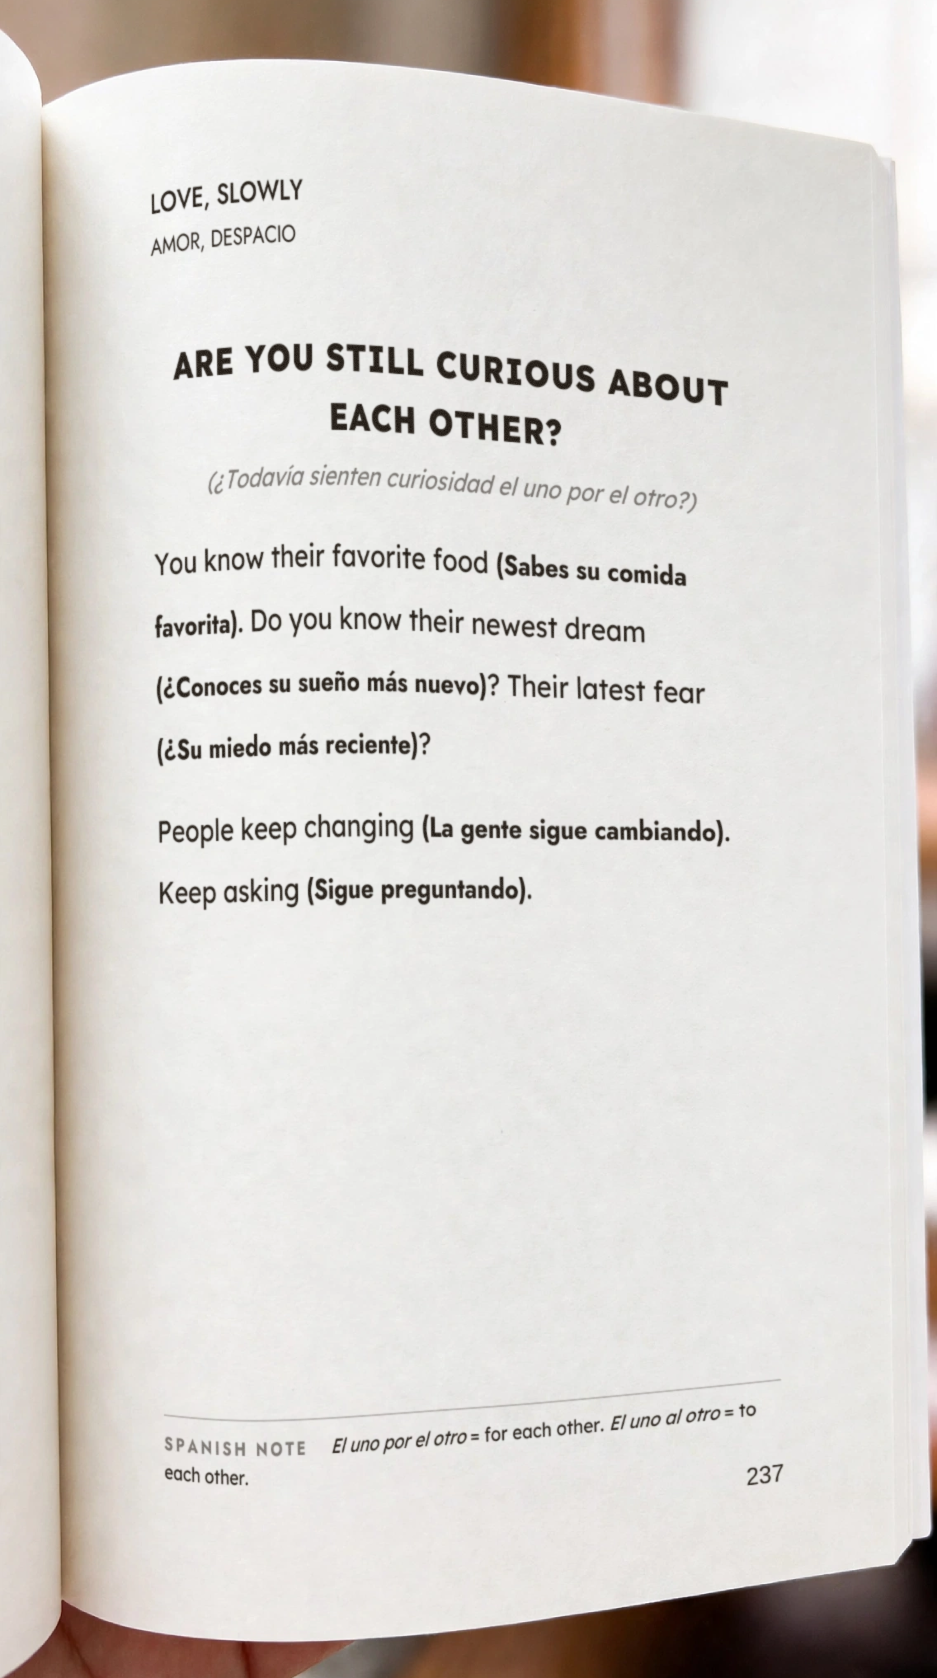 LOVE, SLOWLY
AMOR, DESPACIO
ARE YOU STILL CURIOUS ABOUT
EACH OTHER?
(¿Todavía sienten curiosidad el uno por el otro?)
You know their favorite food (Sabes su comida
favorita). Do you know their newest dream
(¿Conoces su sueño más nuevo)? Their latest fear
(¿Su miedo más reciente)?
People keep changing (La gente sigue cambiando).
Keep asking (Sigue preguntando).
SPANISH NOTE El uno por el otro = for each other. El uno al otro = to
each other.
237